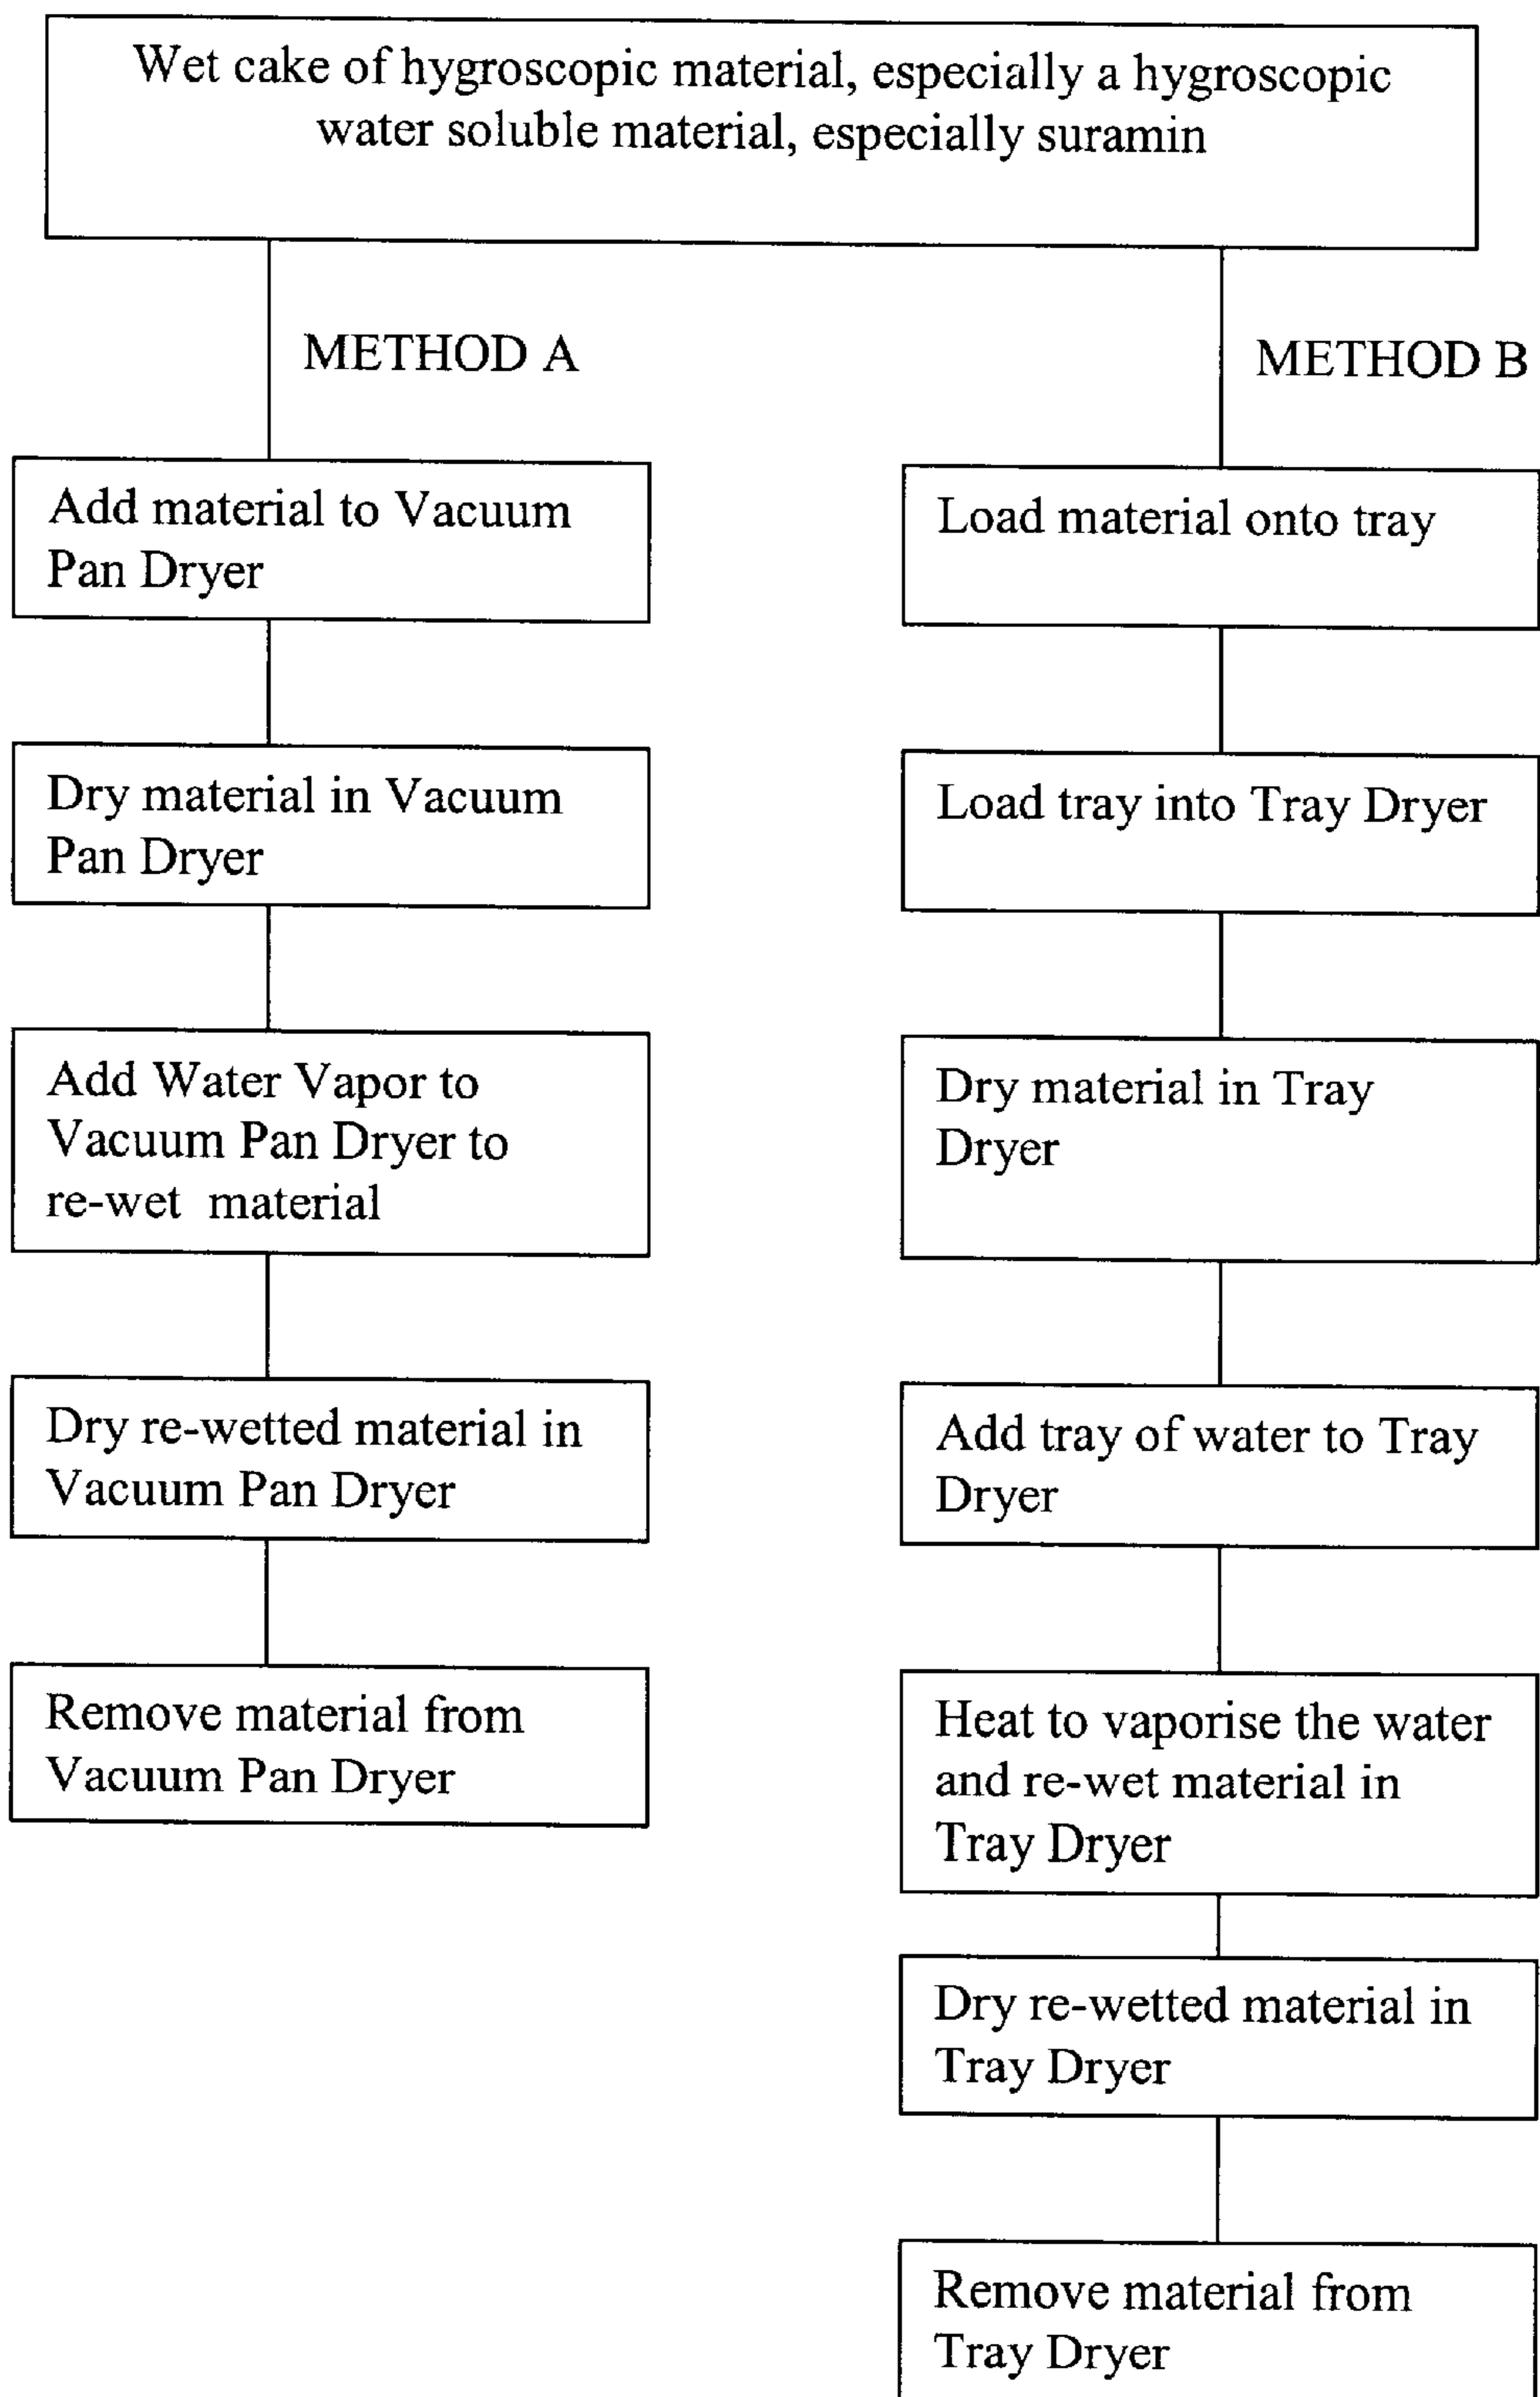 Wet cake of hygroscopic material, especially a hygroscopic
water soluble material, especially suramin
METHOD A
Add material to Vacuum
Pan Dryer
Dry material in Vacuum
Pan Dryer
Add Water Vapor to
Vacuum Pan Dryer to
re-wet material
Dry re-wetted material in
Vacuum Pan Dryer
Remove material from
Vacuum Pan Dryer
METHOD B
Load material onto tray
Load tray into Tray Dryer
Dry material in Tray
Dryer
Add tray of water to Tray
Dryer
Heat to vaporise the water
and re-wet material in
Tray Dryer
Dry re-wetted material in
Tray Dryer
Remove material from
Tray Dryer